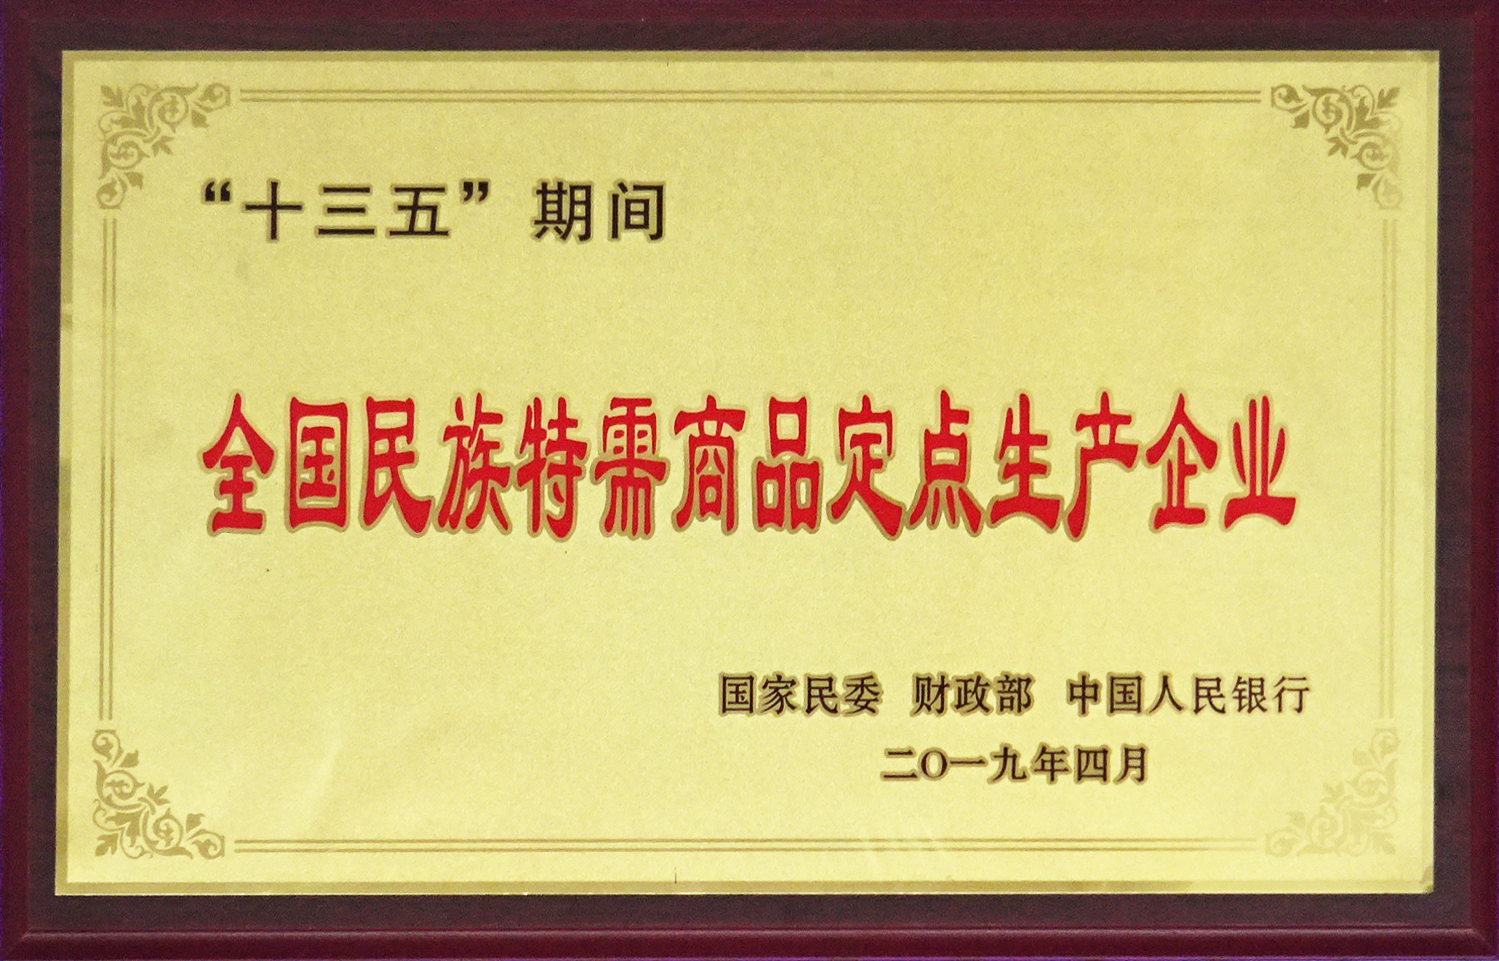 “十三五”期间
全国民族特需商品定点生产企业
国家民委 财政部 中国人民银行
二〇一九年四月